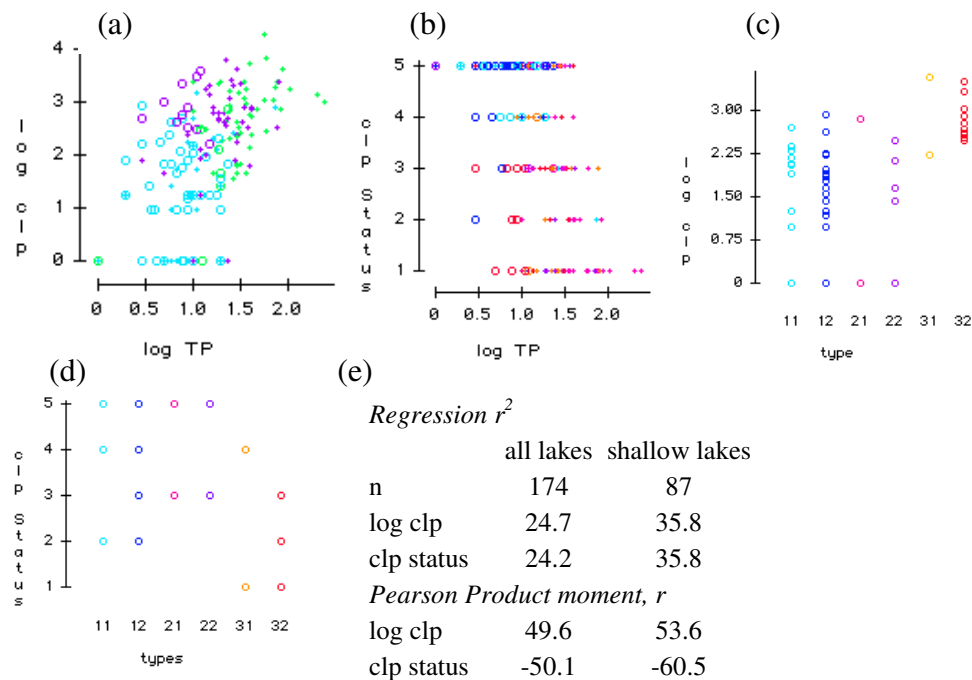 (a)
log clp
4
3
2
1
0
0 0.5 1.0 1.5 2.0
log TP
(b)
clp Status
5
4
3
2
1
0 0.5 1.0 1.5 2.0
log TP
(c)
log clp
3.00
2.25
1.50
0.75
0
11 12 21 22 31 32
type
(d)
clp Status
5
4
3
2
1
11 12 21 22 31 32
types
(e)
Regression r²
all lakes shallow lakes
n 174 87
log clp 24.7 35.8
clp status 24.2 35.8
Pearson Product moment, r
log clp 49.6 53.6
clp status -50.1 -60.5